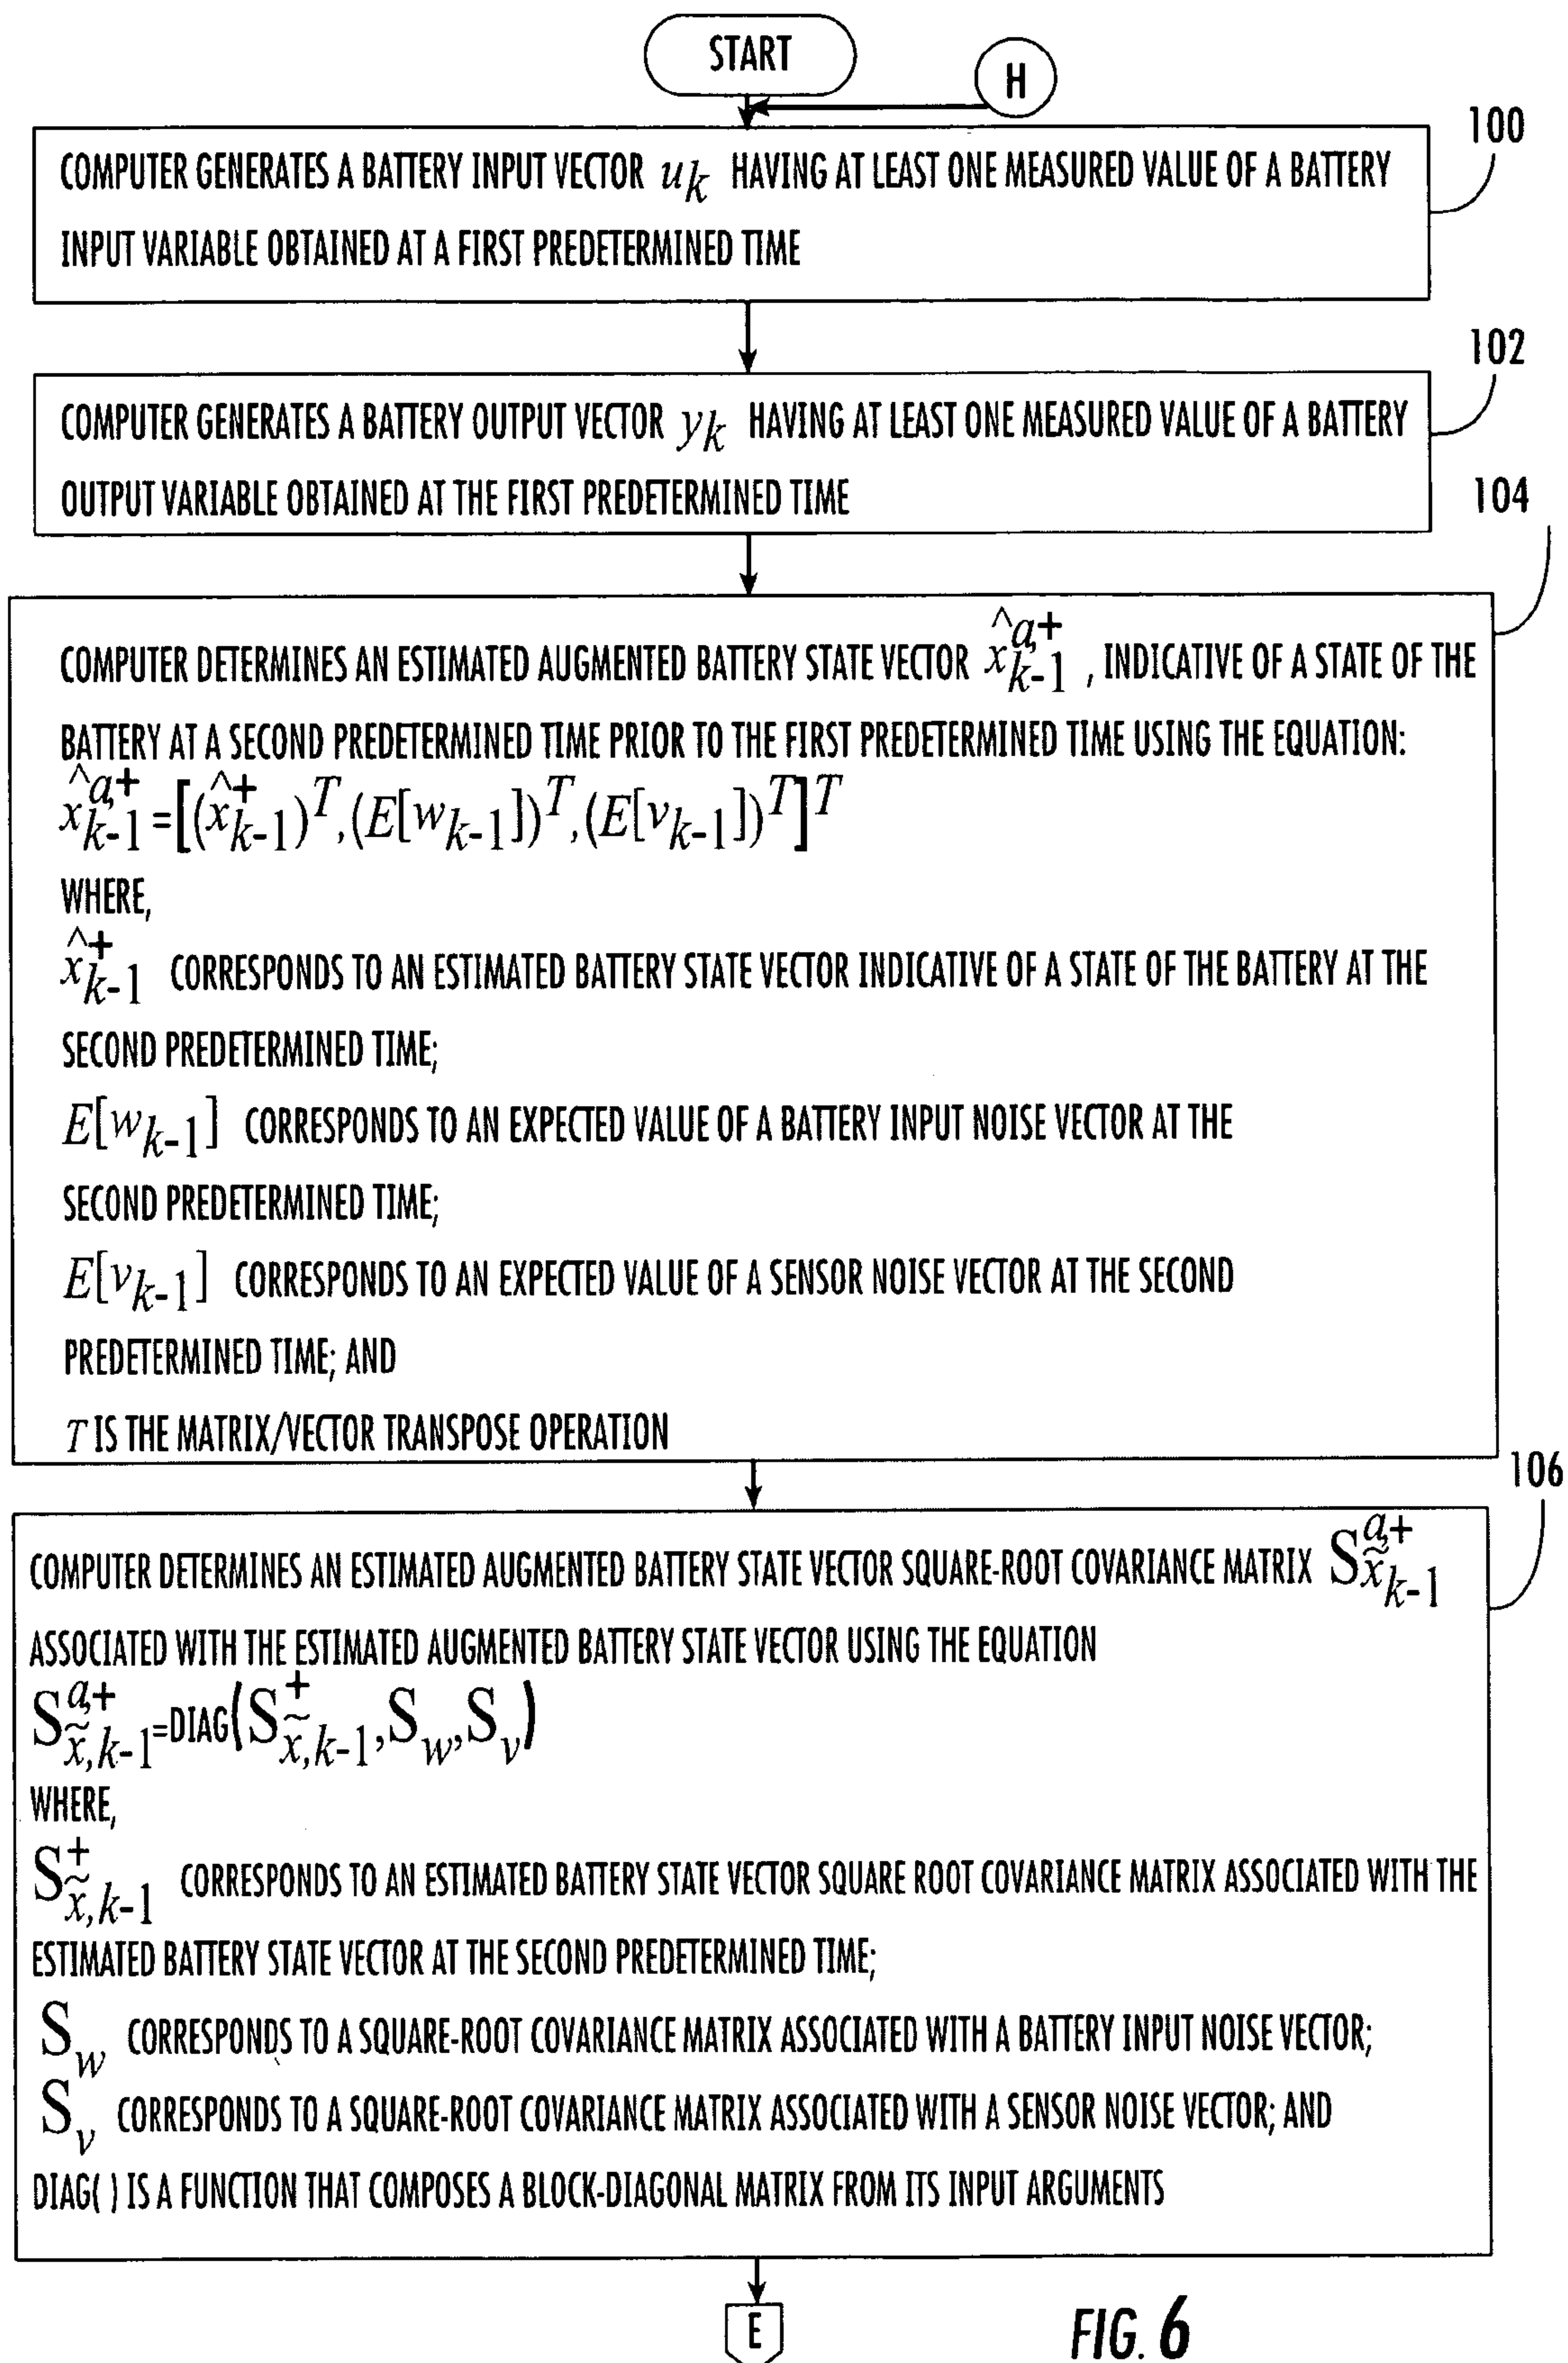 START
H
100
COMPUTER GENERATES A BATTERY INPUT VECTOR u_k HAVING AT LEAST ONE MEASURED VALUE OF A BATTERY
INPUT VARIABLE OBTAINED AT A FIRST PREDETERMINED TIME
102
COMPUTER GENERATES A BATTERY OUTPUT VECTOR y_k HAVING AT LEAST ONE MEASURED VALUE OF A BATTERY
OUTPUT VARIABLE OBTAINED AT THE FIRST PREDETERMINED TIME
104
COMPUTER DETERMINES AN ESTIMATED AUGMENTED BATTERY STATE VECTOR \hat{x}_{k-1}^{a,+} , INDICATIVE OF A STATE OF THE
BATTERY AT A SECOND PREDETERMINED TIME PRIOR TO THE FIRST PREDETERMINED TIME USING THE EQUATION:
\hat{x}_{k-1}^{a,+}=[(\hat{x}_{k-1}^{+})^T,(E[w_{k-1}])^T,(E[v_{k-1}])^T]^T
WHERE,
\hat{x}_{k-1}^{+} CORRESPONDS TO AN ESTIMATED BATTERY STATE VECTOR INDICATIVE OF A STATE OF THE BATTERY AT THE
SECOND PREDETERMINED TIME;
E[w_{k-1}] CORRESPONDS TO AN EXPECTED VALUE OF A BATTERY INPUT NOISE VECTOR AT THE
SECOND PREDETERMINED TIME;
E[v_{k-1}] CORRESPONDS TO AN EXPECTED VALUE OF A SENSOR NOISE VECTOR AT THE SECOND
PREDETERMINED TIME; AND
T IS THE MATRIX/VECTOR TRANSPOSE OPERATION
106
COMPUTER DETERMINES AN ESTIMATED AUGMENTED BATTERY STATE VECTOR SQUARE-ROOT COVARIANCE MATRIX S_{\tilde{x}_{k-1}}^{a,+}
ASSOCIATED WITH THE ESTIMATED AUGMENTED BATTERY STATE VECTOR USING THE EQUATION
S_{\tilde{x},k-1}^{a,+}=DIAG(S_{\tilde{x},k-1}^{+},S_w,S_v)
WHERE,
S_{\tilde{x},k-1}^{+} CORRESPONDS TO AN ESTIMATED BATTERY STATE VECTOR SQUARE ROOT COVARIANCE MATRIX ASSOCIATED WITH THE
ESTIMATED BATTERY STATE VECTOR AT THE SECOND PREDETERMINED TIME;
S_w CORRESPONDS TO A SQUARE-ROOT COVARIANCE MATRIX ASSOCIATED WITH A BATTERY INPUT NOISE VECTOR;
S_v CORRESPONDS TO A SQUARE-ROOT COVARIANCE MATRIX ASSOCIATED WITH A SENSOR NOISE VECTOR; AND
DIAG( ) IS A FUNCTION THAT COMPOSES A BLOCK-DIAGONAL MATRIX FROM ITS INPUT ARGUMENTS
E
FIG. 6